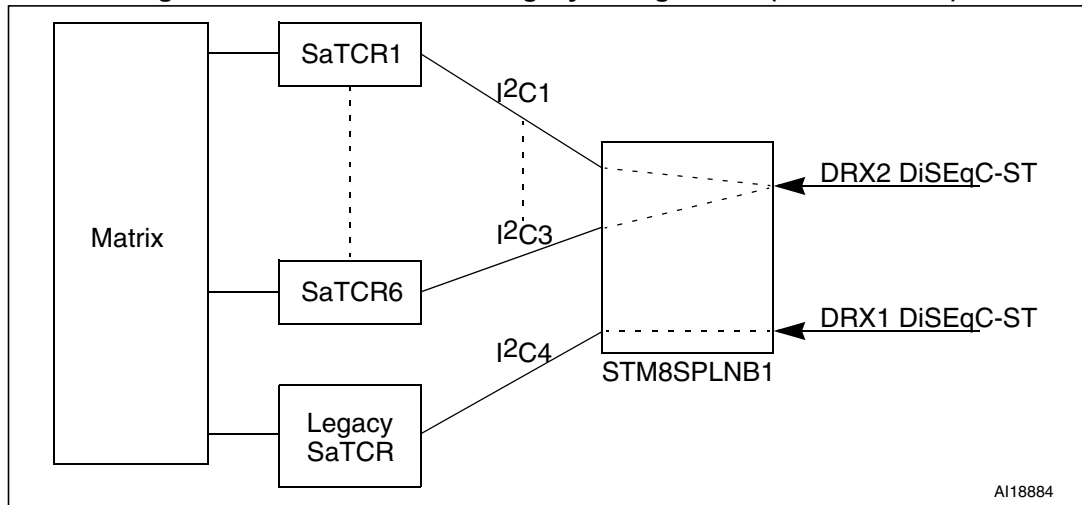 SaTCR1
I2C1
DRX2 DiSEqC-ST
Matrix
I2C3
SaTCR6
DRX1 DiSEqC-ST
I2C4
STM8SPLNB1
Legacy
SaTCR
AI18884